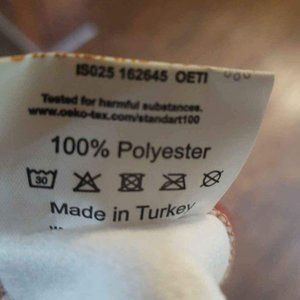 IS025 162645 OETI
Tested for harmful substances.
www.oeko-tex.com/standart100
100% Polyester
30
Made in Turkey